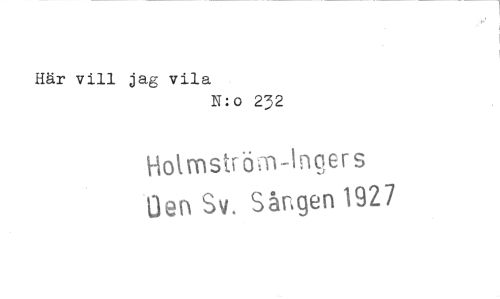 Här vill jag vila
N:o 232
Holmström-Ingers
Den Sv. Sången 1927